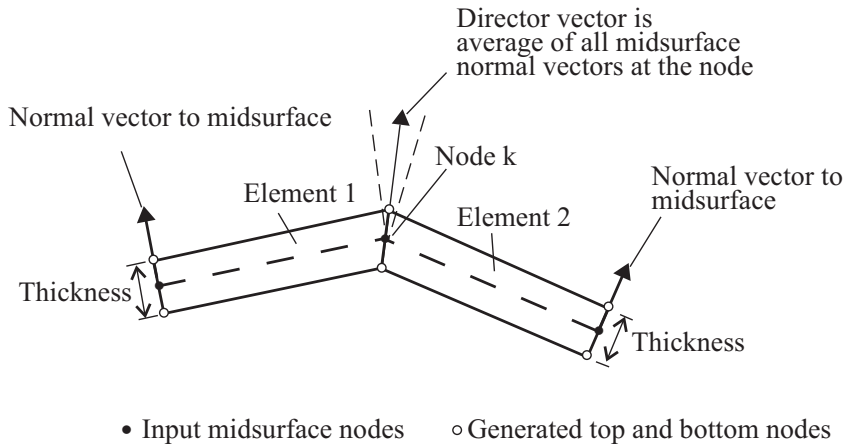 Director vector is
average of all midsurface
normal vectors at the node
Normal vector to midsurface
Node k
Element 1
Normal vector to
midsurface
Element 2
Thickness
Thickness
Input midsurface nodes
Generated top and bottom nodes